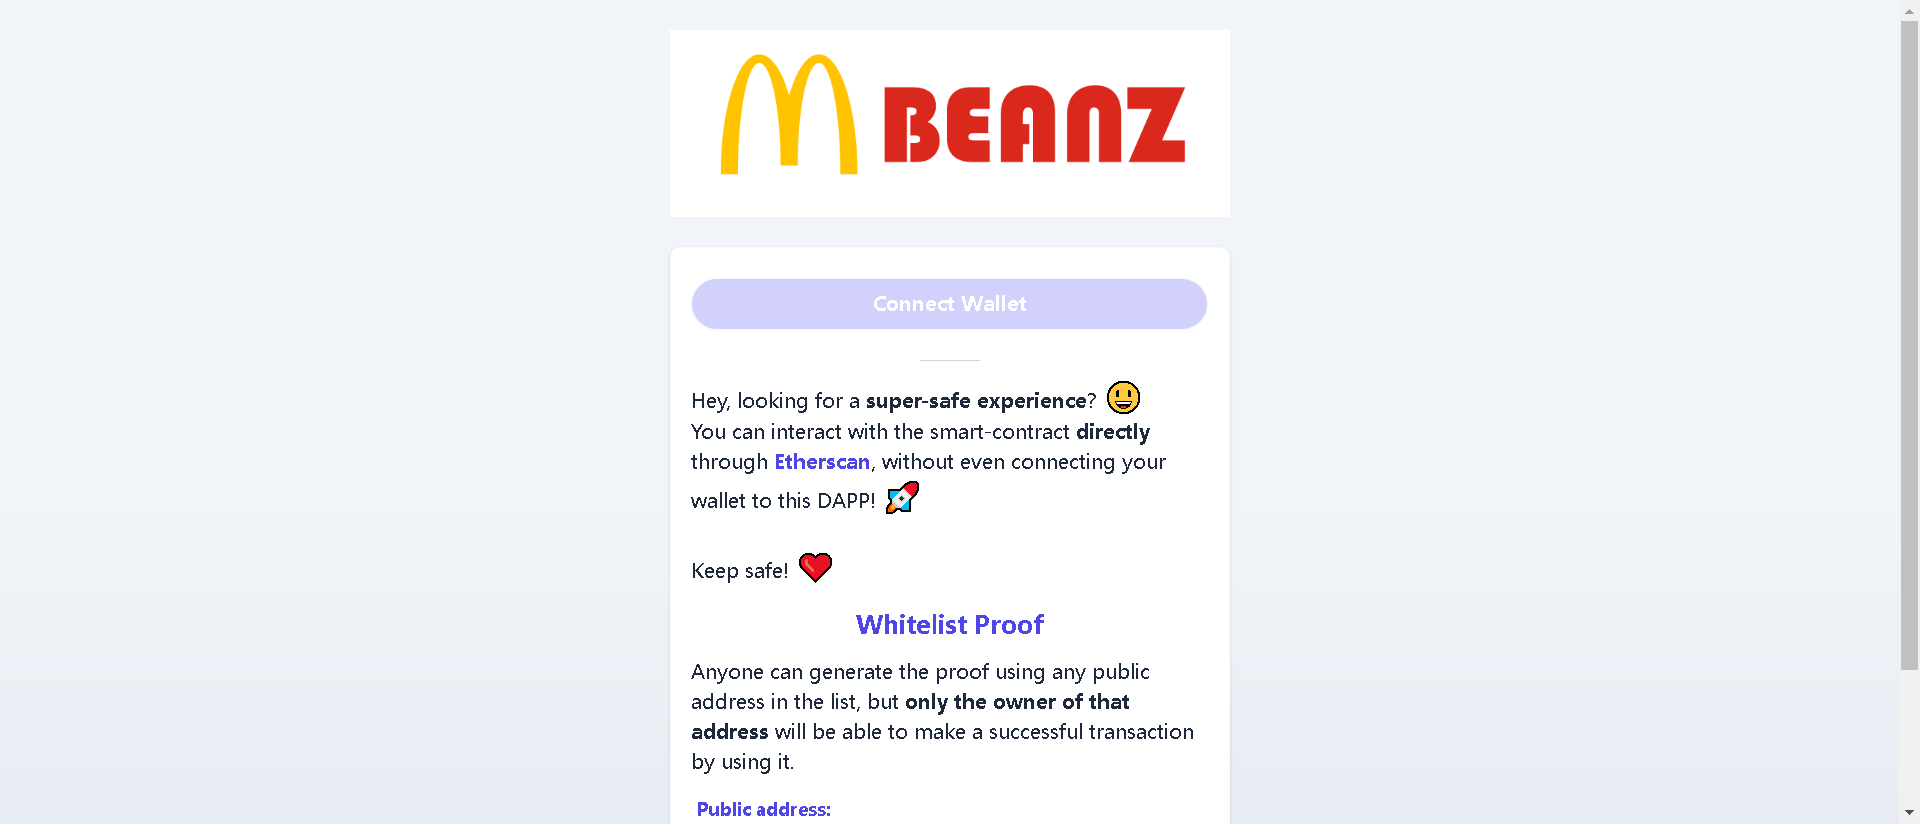 BEANZ
Connect Wallet
Hey, looking for a super-safe experience? 😃
You can interact with the smart-contract directly
through Etherscan, without even connecting your
wallet to this DAPP! 🚀
Keep safe! ❤️
Whitelist Proof
Anyone can generate the proof using any public
address in the list, but only the owner of that
address will be able to make a successful transaction
by using it.
Public address: